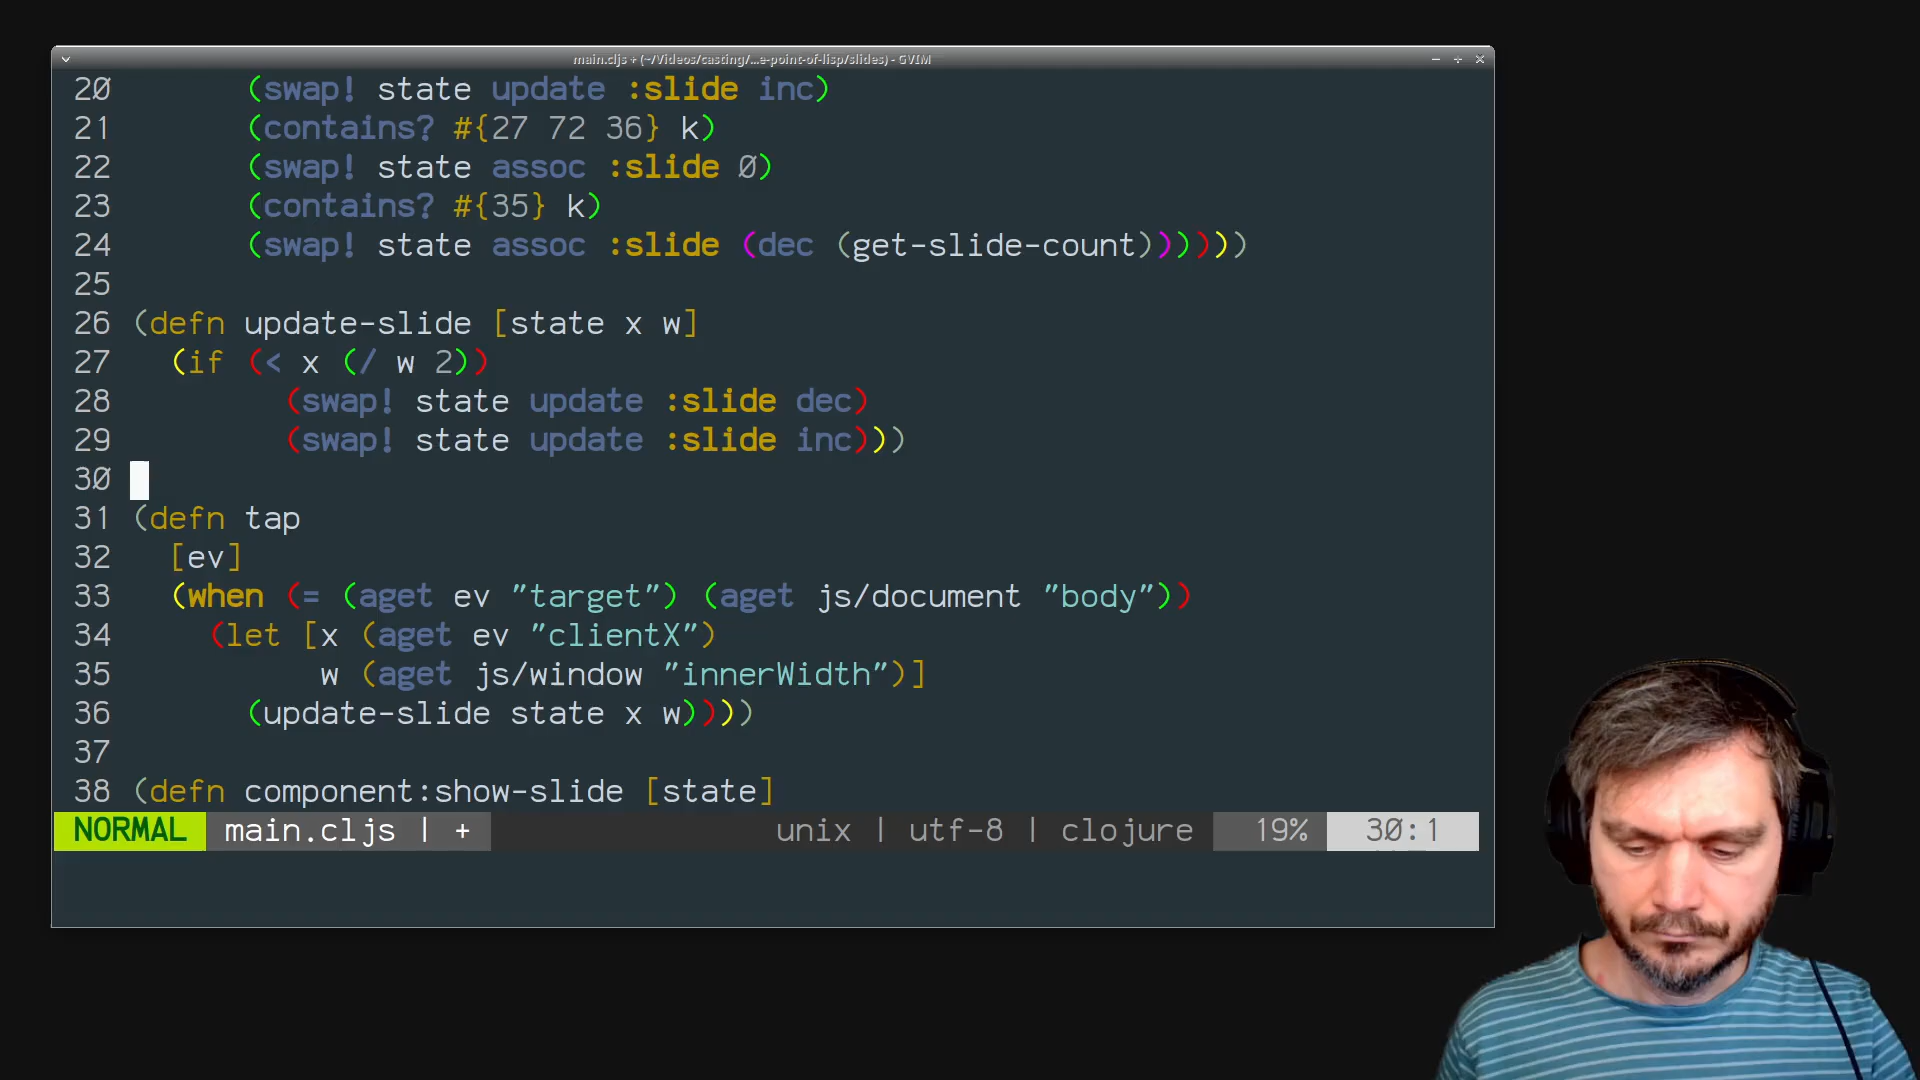 main.cljs + (~/Videos/casting/...e-point-of-lisp/slides) - GVIM
20 (swap! state update :slide inc)
21 (contains? #{27 72 36} k)
22 (swap! state assoc :slide 0)
23 (contains? #{35} k)
24 (swap! state assoc :slide (dec (get-slide-count))))))
25
26 (defn update-slide [state x w]
27 (if (< x (/ w 2))
28 (swap! state update :slide dec)
29 (swap! state update :slide inc)))
30
31 (defn tap
32 [ev]
33 (when (= (aget ev "target") (aget js/document "body"))
34 (let [x (aget ev "clientX")
35 w (aget js/window "innerWidth")]
36 (update-slide state x w))))
37
38 (defn component:show-slide [state]
NORMAL main.cljs | + unix | utf-8 | clojure 19% 30:1